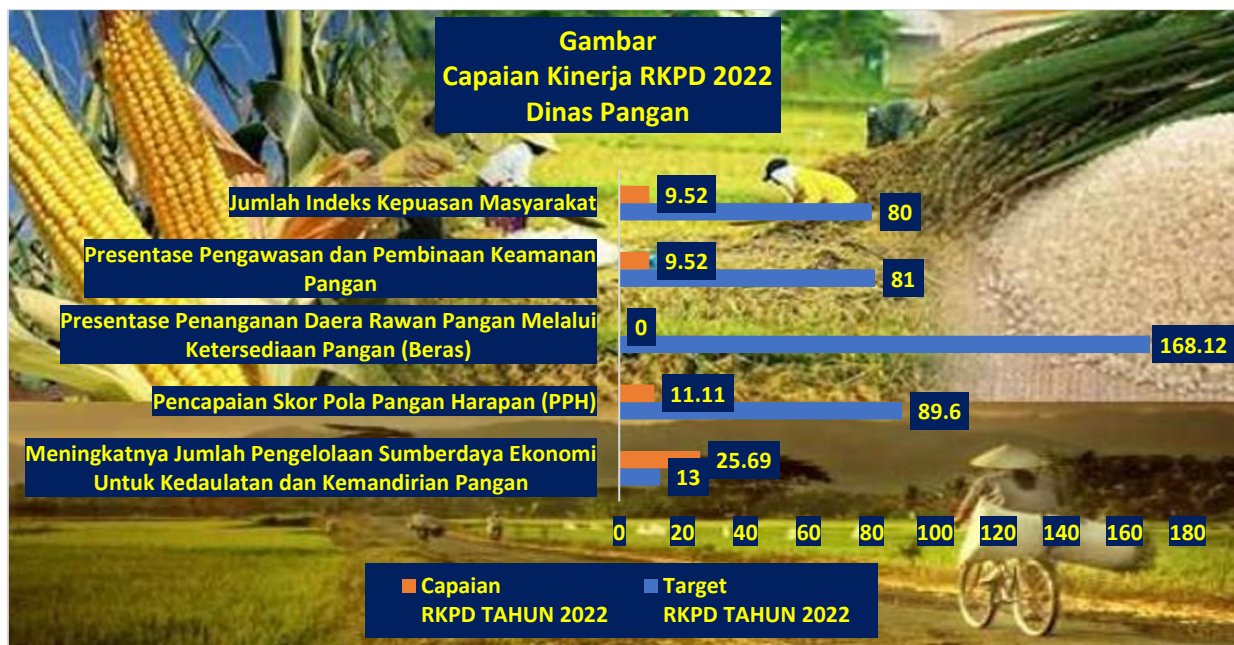 Gambar
Capaian Kinerja RKPD 2022
Dinas Pangan
Jumlah Indeks Kepuasan Masyarakat
9.52
80
Presentase Pengawasan dan Pembinaan Keamanan
Pangan
9.52
81
Presentase Penanganan Daera Rawan Pangan Melalui
Ketersediaan Pangan (Beras)
0
168.12
Pencapaian Skor Pola Pangan Harapan (PPH)
11.11
89.6
Meningkatnya Jumlah Pengelolaan Sumberdaya Ekonomi
Untuk Kedaulatan dan Kemandirian Pangan
25.69
13
0 20 40 60 80 100 120 140 160 180
Capaian
RKPD TAHUN 2022
Target
RKPD TAHUN 2022